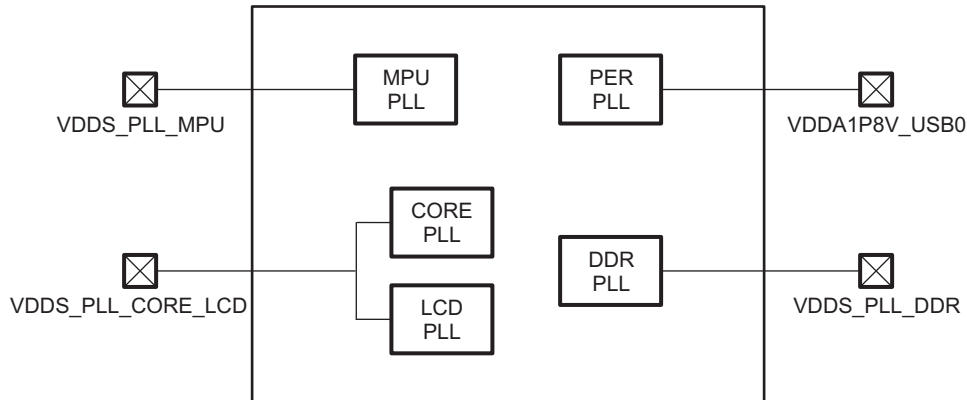 MPU
PLL
PER
PLL
VDDS_PLL_MPU
VDDA1P8V_USB0
CORE
PLL
DDR
PLL
VDDS_PLL_CORE_LCD
LCD
PLL
VDDS_PLL_DDR